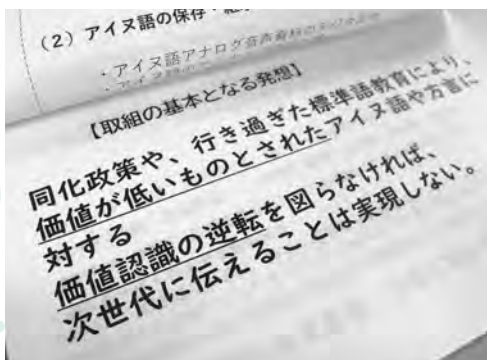 (2) アイヌ語の保存・
・アイヌ語アナログ音声資料のデジタル
【取組の基本となる発想】
同化政策や、行き過ぎた標準語教育により、
価値が低いものとされたアイヌ語や方言に
対する
価値認識の逆転を図らなければ、
次世代に伝えることは実現しない。